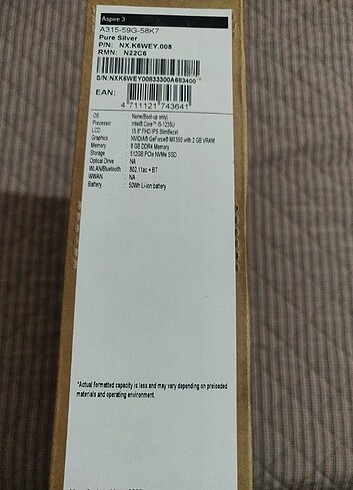 Aspire 3
A315-59G-58K7
Pure Silver
P/N: NX.K6WEY.008
RMN: N22C6
S/N:NXK6WEY00833300A693400
EAN:
4 711121 743641
OS : None(Boot-up only)
Processor : Intel® Core™ i5-1235U
LCD : 15.6" FHD IPS SlimBezel
Graphics : NVIDIA® GeForce® MX550 with 2 GB VRAM
Memory : 8 GB DDR4 Memory
Storage : 512GB PCIe NVMe SSD
Optical Drive : NA
WLAN/Bluetooth : 802.11ac + BT
WWAN : NA
Battery : 50Wh Li-ion battery
*Actual formatted capacity is less and may vary depending on preloaded
materials and operating environment.